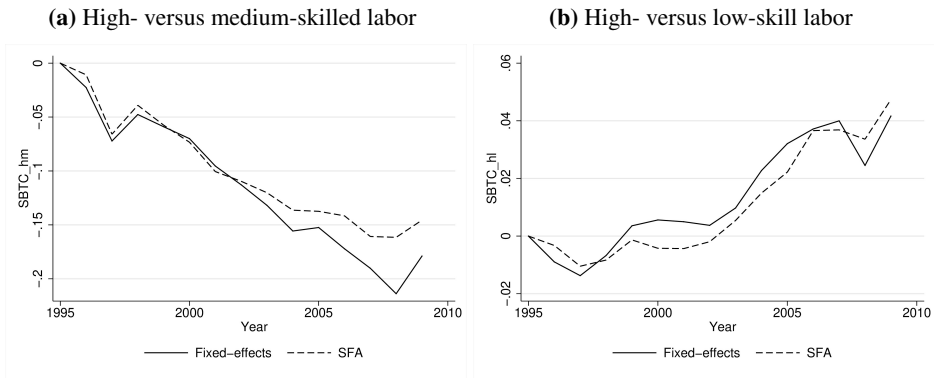 (a) High- versus medium-skilled labor
SBTC_hm
0
−.05
−.1
−.15
−.2
1995 2000 2005 2010
Year
Fixed−effects SFA
(b) High- versus low-skill labor
SBTC_hl
.06
.04
.02
0
−.02
1995 2000 2005 2010
Year
Fixed−effects SFA